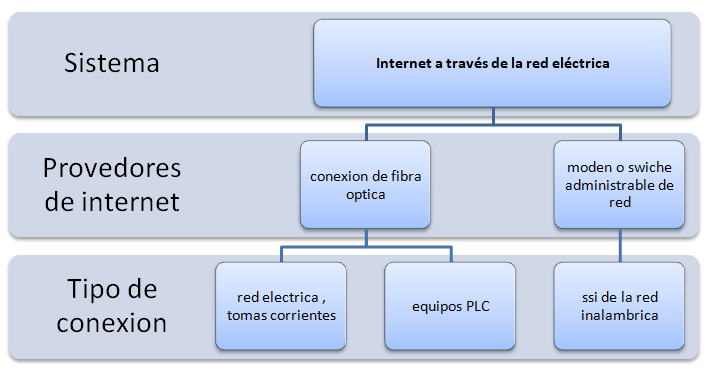 Sistema
Internet a través de la red eléctrica
Provedores
de internet
conexion de fibra
optica
moden o swiche
administrable de
red
Tipo de
conexion
red electrica ,
tomas corrientes
equipos PLC
ssi de la red
inalambrica